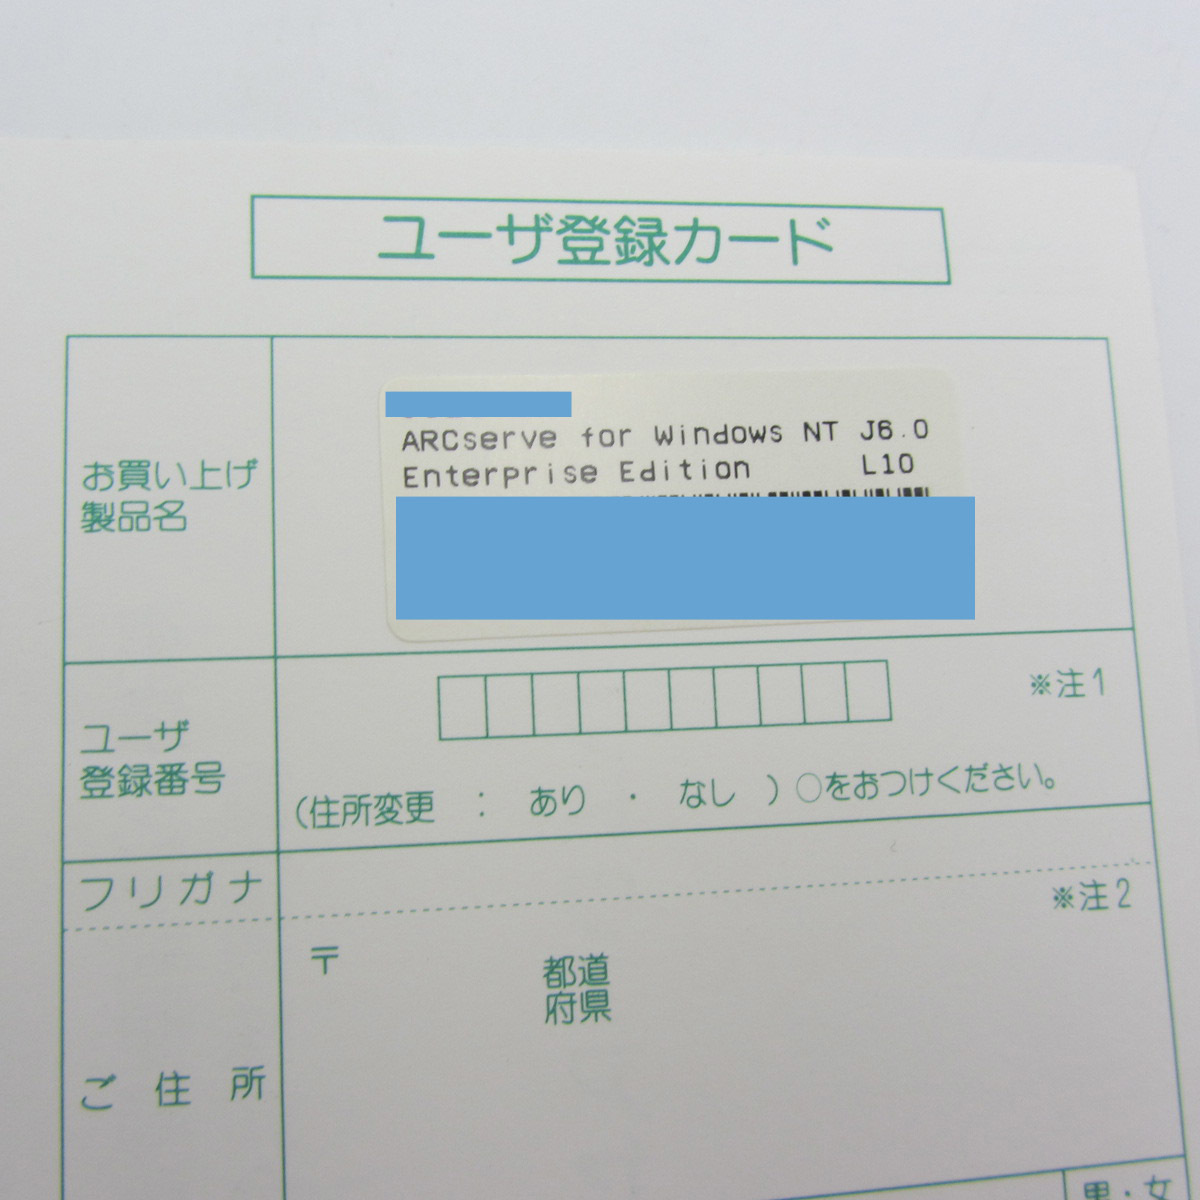 ユーザ登録カード
お買い上げ
製品名
ARCserve for Windows NT J6.0
Enterprise Edition L10
ユーザ
登録番号
※注1
(住所変更 : あり ・ なし )○をおつけください。
フリガナ
※注2
〒 都道
府県
ご住所
男・女